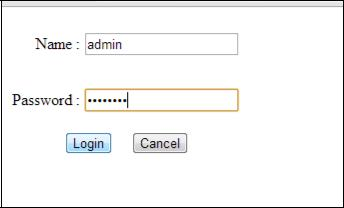 Name : admin
Password : ••••••••
Login Cancel